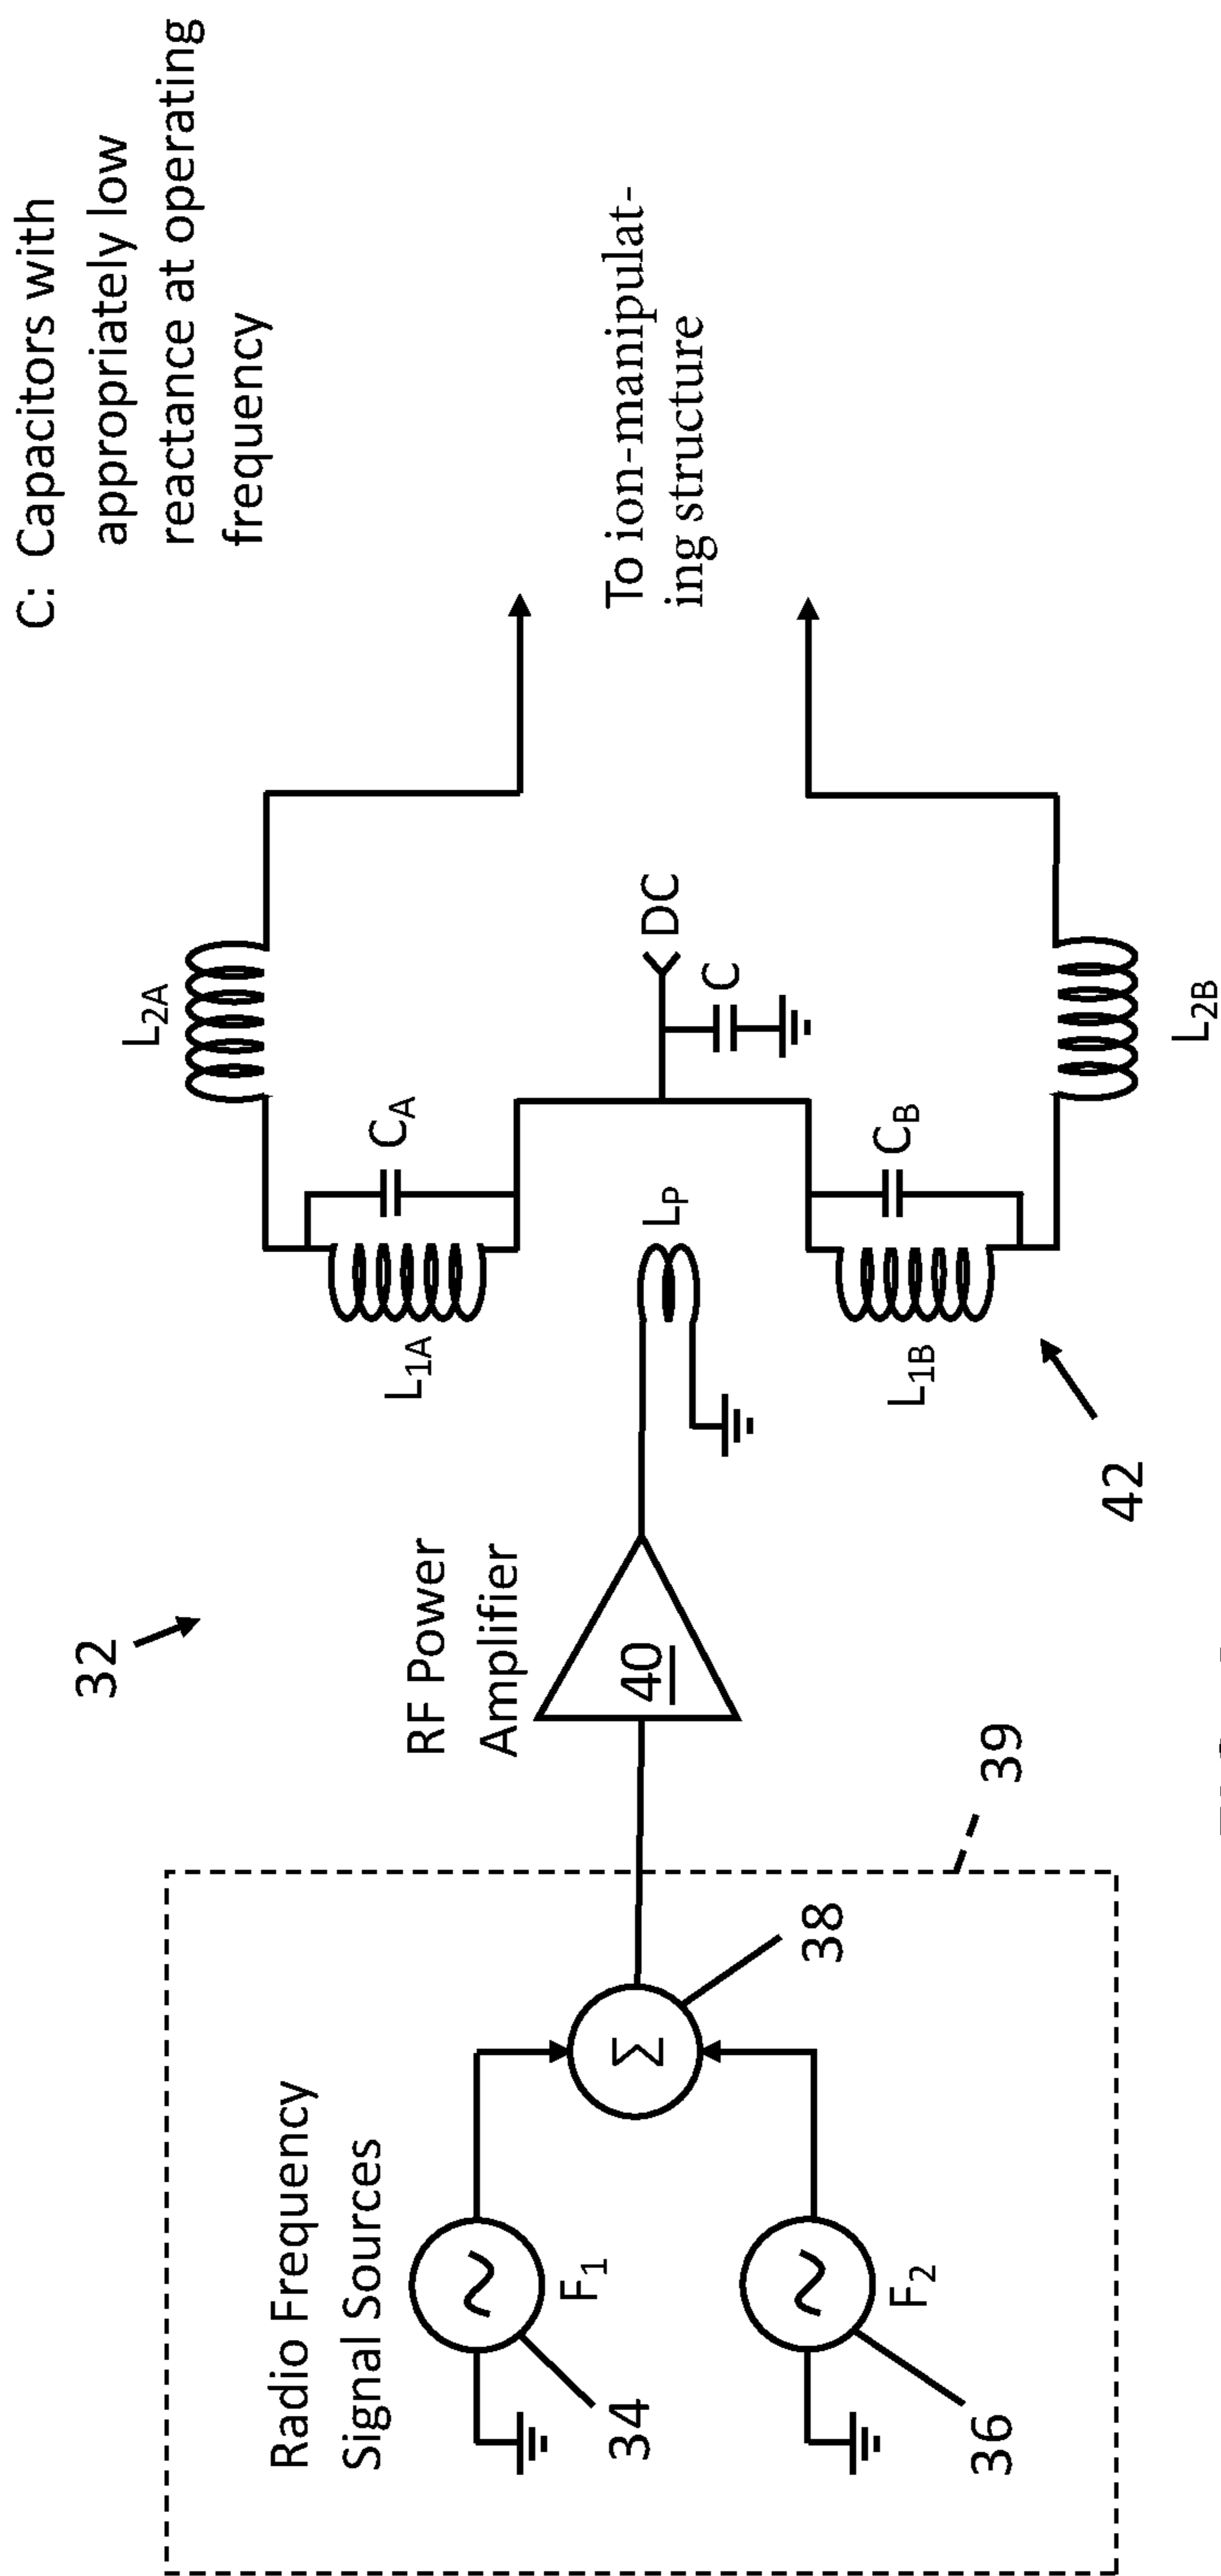 C: Capacitors with
appropriately low
reactance at operating
frequency
32
L2A
CA
L1A
RF Power
Amplifier
40
LP
DC
C
To ion-manipulat-
ing structure
CB
L1B
L2B
42
39
Radio Frequency
Signal Sources
F1
34
Σ
38
F2
36